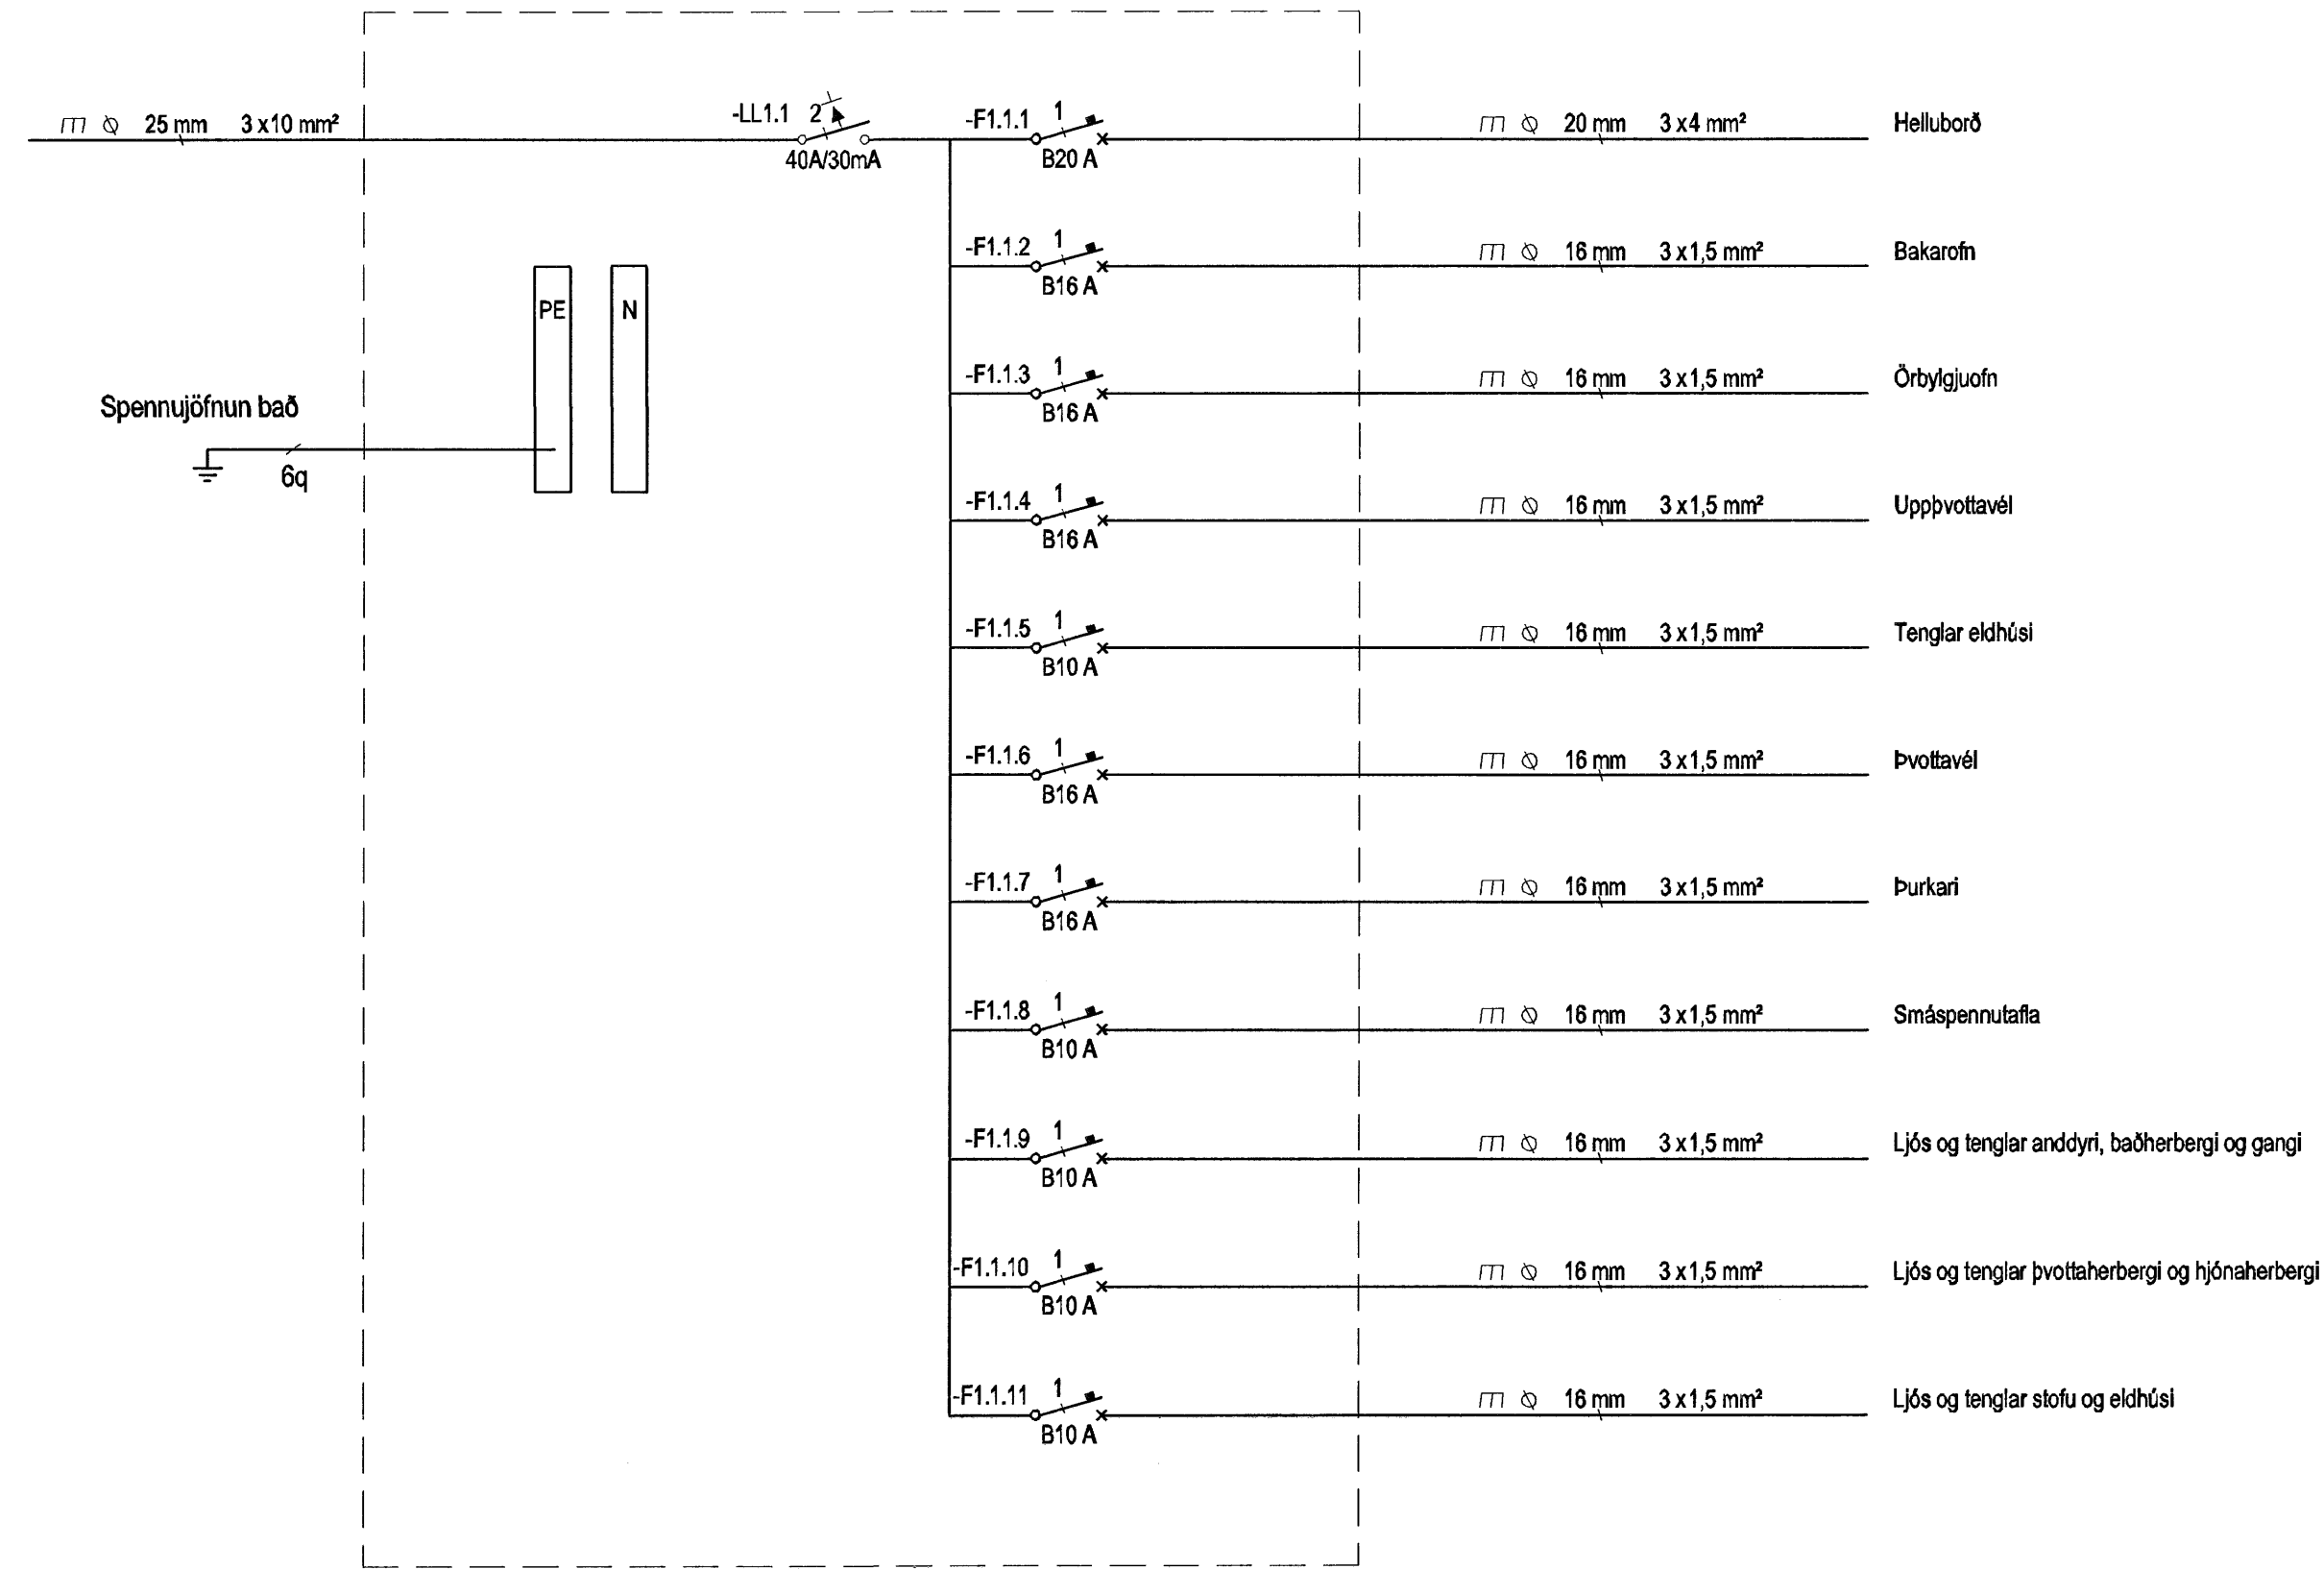 25 mm 3 x 10 mm²
-LL1.1 2
40A/30mA
-F1.1.1 1
B20 A
20 mm 3 x 4 mm² Helluborð
-F1.1.2 1
B16 A
16 mm 3 x 1,5 mm² Bakarofn
PE N
-F1.1.3 1
B16 A
16 mm 3 x 1,5 mm² Örbylgjuofn
Spennujöfnun bað
6q
-F1.1.4 1
B16 A
16 mm 3 x 1,5 mm² Uppþvottavél
-F1.1.5 1
B10 A
16 mm 3 x 1,5 mm² Tenglar eldhúsi
-F1.1.6 1
B16 A
16 mm 3 x 1,5 mm² Þvottavél
-F1.1.7 1
B16 A
16 mm 3 x 1,5 mm² Þurkari
-F1.1.8 1
B10 A
16 mm 3 x 1,5 mm² Smáspennutafla
-F1.1.9 1
B10 A
16 mm 3 x 1,5 mm² Ljós og tenglar anddyri, baðherbergi og gangi
-F1.1.10 1
B10 A
16 mm 3 x 1,5 mm² Ljós og tenglar þvottaherbergi og hjónaherbergi
-F1.1.11 1
B10 A
16 mm 3 x 1,5 mm² Ljós og tenglar stofu og eldhúsi